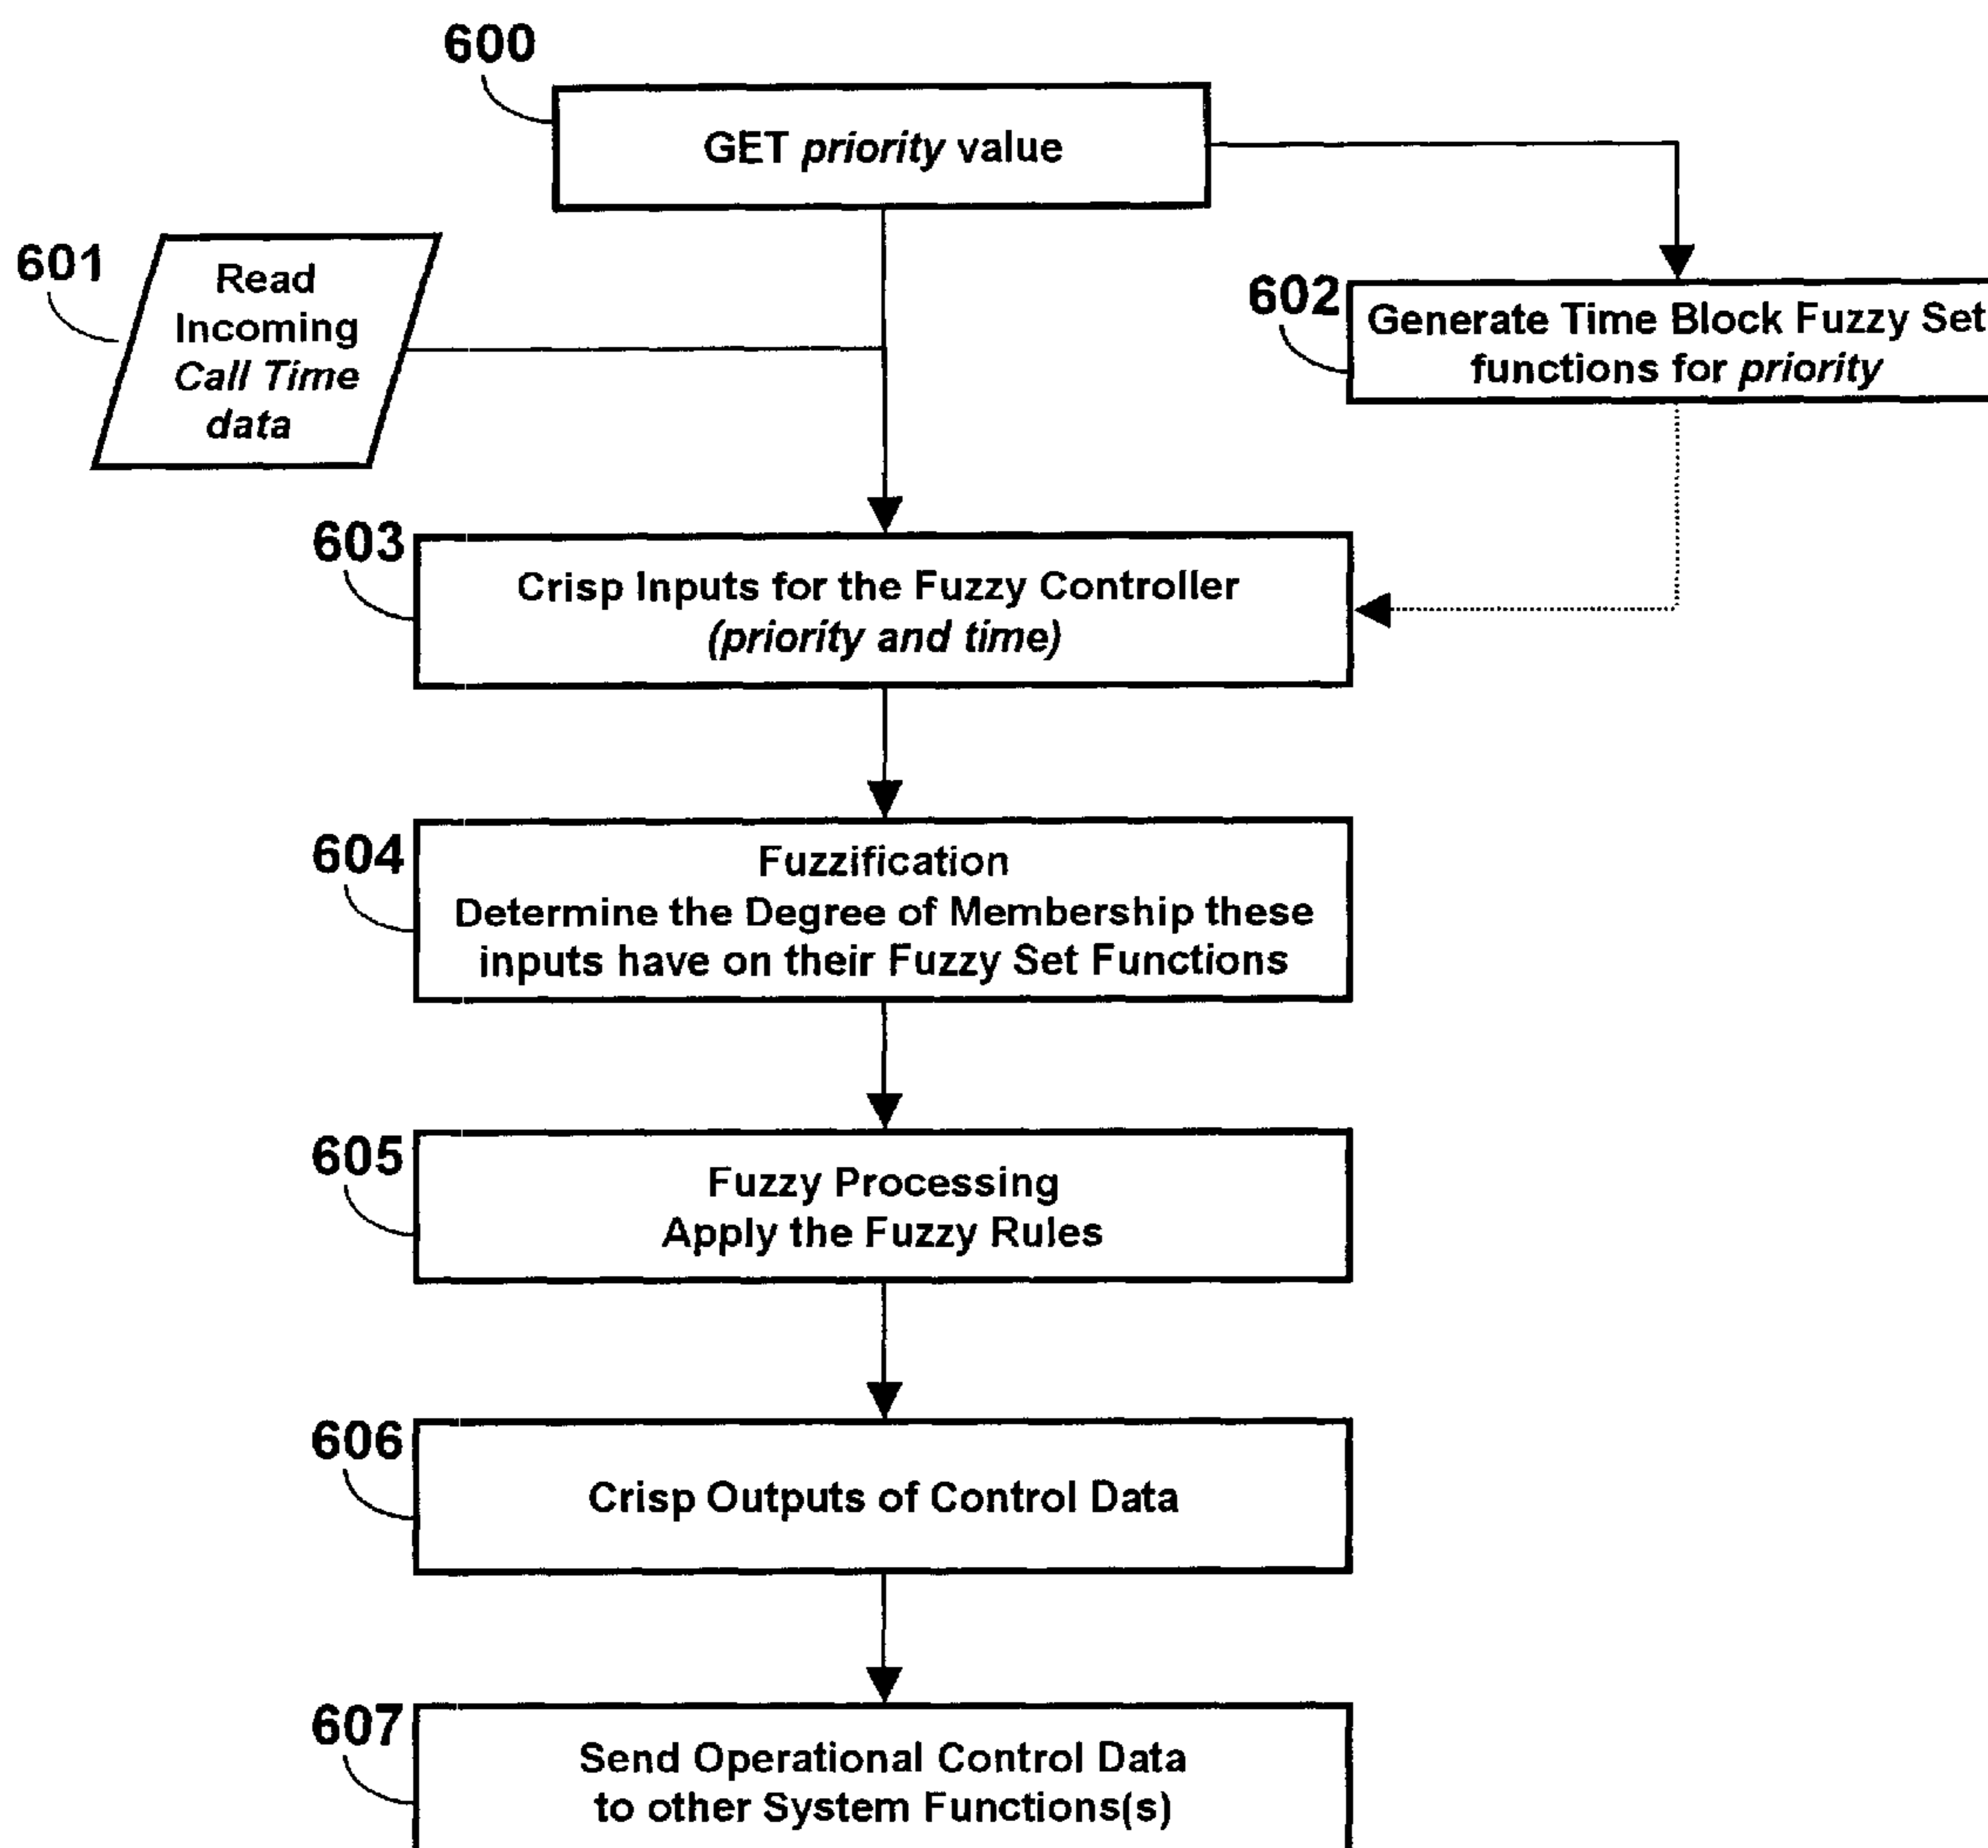 600
GET priority value
601
Read
Incoming
Call Time
data
602
Generate Time Block Fuzzy Set
functions for priority
603
Crisp Inputs for the Fuzzy Controller
(priority and time)
604
Fuzzification
Determine the Degree of Membership these
inputs have on their Fuzzy Set Functions
605
Fuzzy Processing
Apply the Fuzzy Rules
606
Crisp Outputs of Control Data
607
Send Operational Control Data
to other System Functions(s)